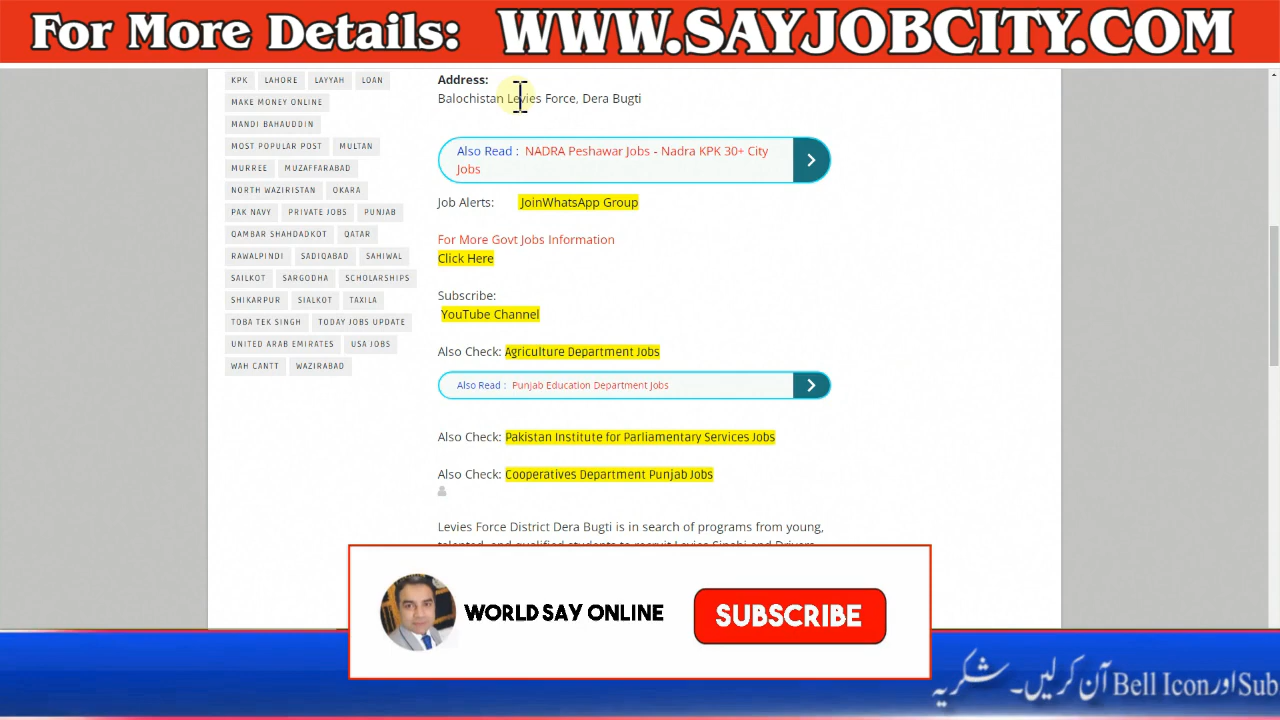 For More Details: WWW.SAYJOBCITY.COM
KPK LAHORE LAYYAH LOAN
MAKE MONEY ONLINE
MANDI BAHAUDDIN
MOST POPULAR POST MULTAN
MURREE MUZAFFARABAD
NORTH WAZIRISTAN OKARA
PAK NAVY PRIVATE JOBS PUNJAB
QAMBAR SHAHDADKOT QATAR
RAWALPINDI SADIQABAD SAHIWAL
SAILKOT SARGODHA SCHOLARSHIPS
SHIKARPUR SIALKOT TAXILA
TOBA TEK SINGH TODAY JOBS UPDATE
UNITED ARAB EMIRATES USA JOBS
WAH CANTT WAZIRABAD
Address:
Balochistan Levies Force, Dera Bugti
Also Read : NADRA Peshawar Jobs - Nadra KPK 30+ City
Jobs
Job Alerts: JoinWhatsApp Group
For More Govt Jobs Information
Click Here
Subscribe:
YouTube Channel
Also Check: Agriculture Department Jobs
Also Read : Punjab Education Department Jobs
Also Check: Pakistan Institute for Parliamentary Services Jobs
Also Check: Cooperatives Department Punjab Jobs
Levies Force District Dera Bugti is in search of programs from young,
WORLD SAY ONLINE SUBSCRIBE
Sub اور Bell Icon آن کرلیں۔ شکریہ